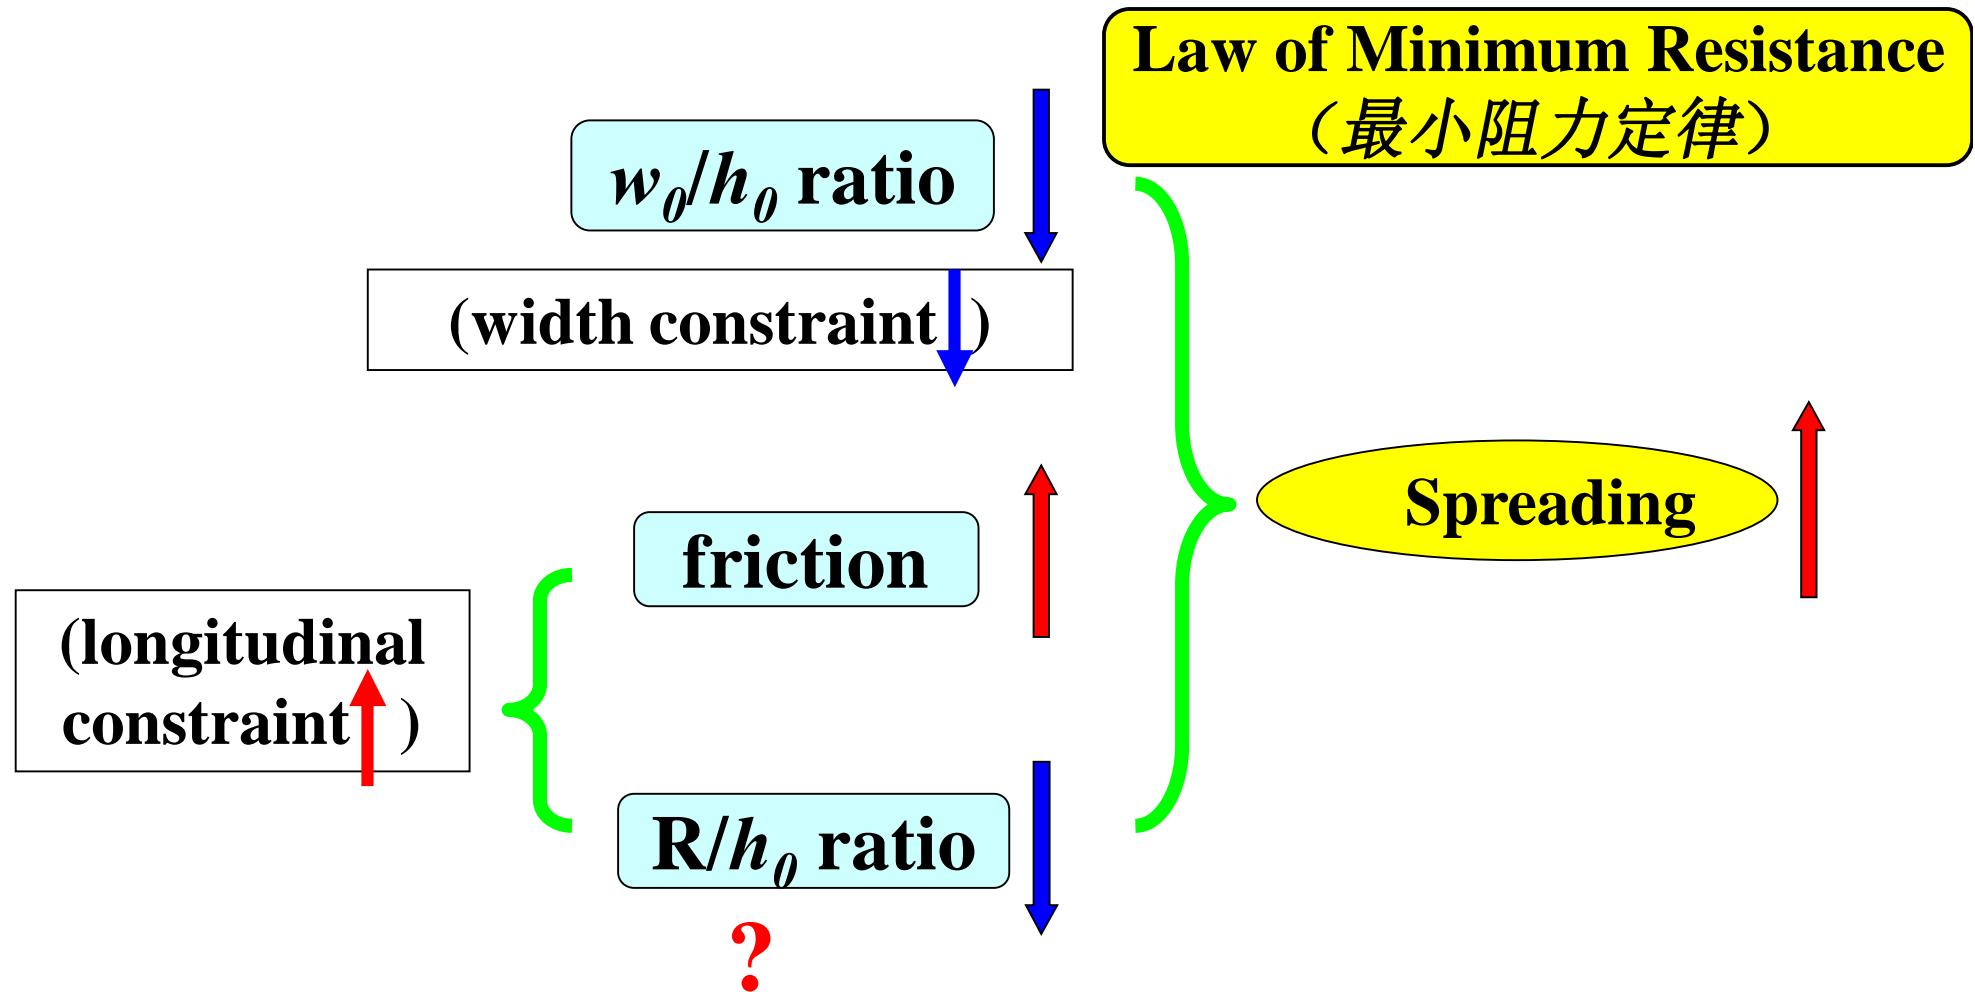 Law of Minimum Resistance
（最小阻力定律）
w₀/h₀ ratio
(width constraint )
friction
Spreading
(longitudinal
constraint )
R/h₀ ratio
?